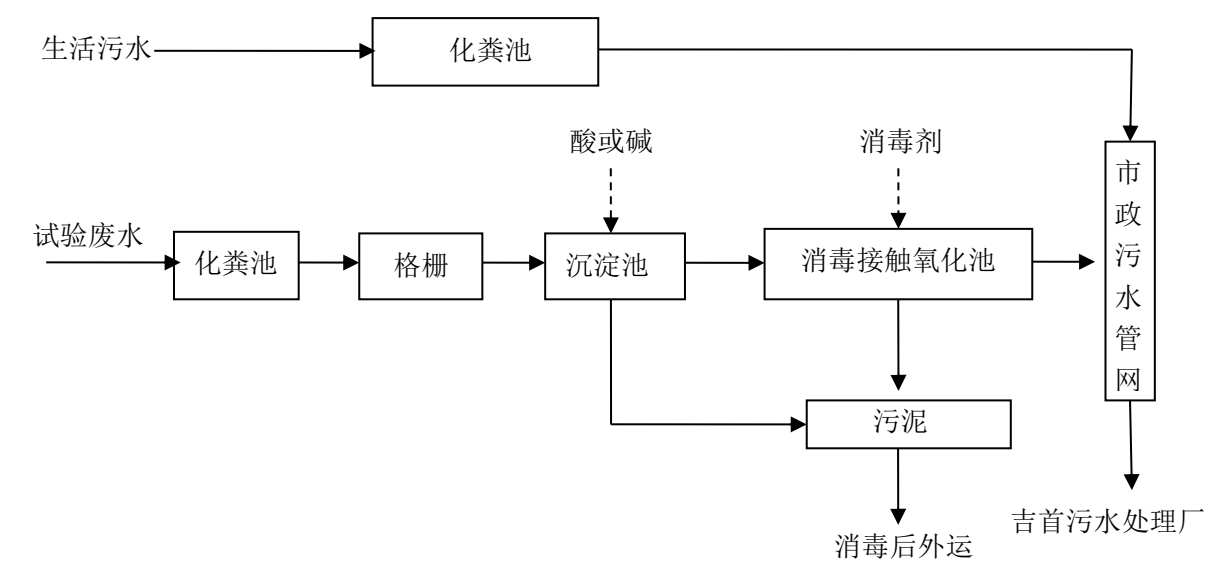 生活污水
化粪池
酸或碱
消毒剂
试验废水
化粪池
格栅
沉淀池
消毒接触氧化池
市
政
污
水
管
网
污泥
消毒后外运
吉首污水处理厂